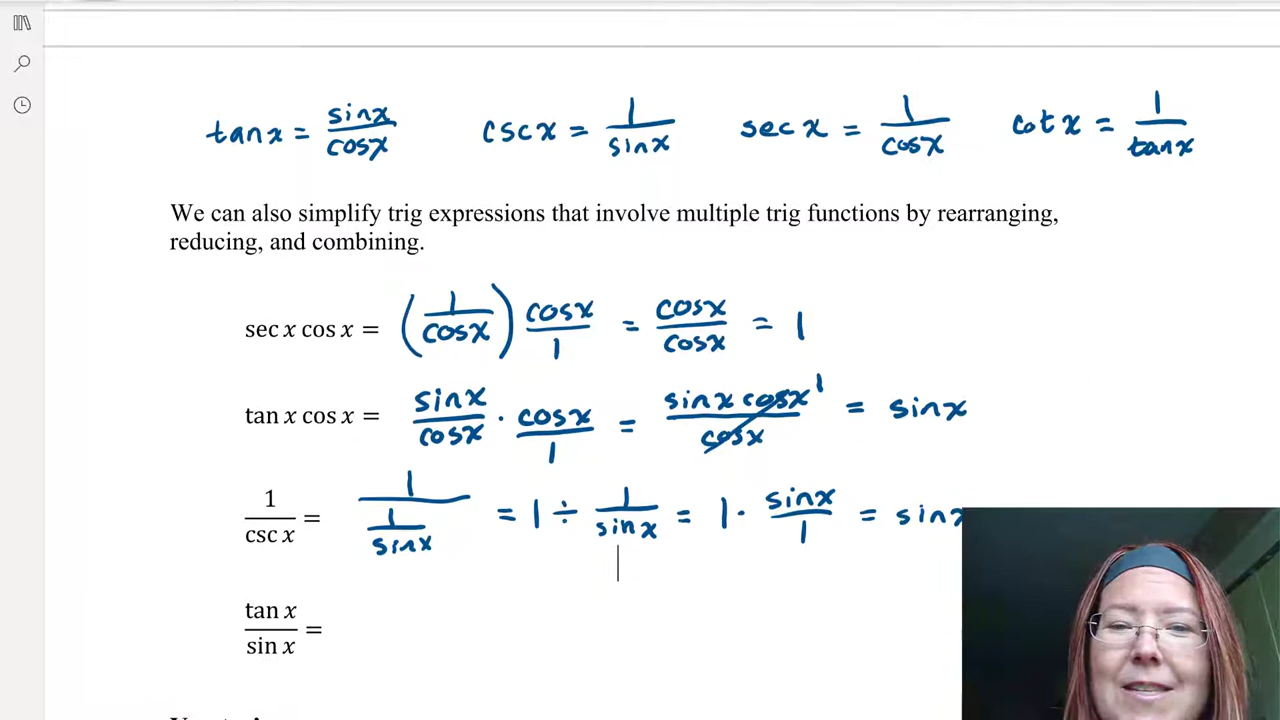 tan x = sin x / cos x   csc x = 1 / sin x   sec x = 1 / cos x   cot x = 1 / tan x
We can also simplify trig expressions that involve multiple trig functions by rearranging,
reducing, and combining.
sec x cos x = (1 / cos x) cos x / 1 = cos x / cos x = 1
tan x cos x = sin x / cos x · cos x / 1 = sin x cos x / cos x 1 = sin x
1 / csc x = 1 / (1 / sin x) = 1 ÷ 1 / sin x = 1 · sin x / 1 = sin x
tan x / sin x =